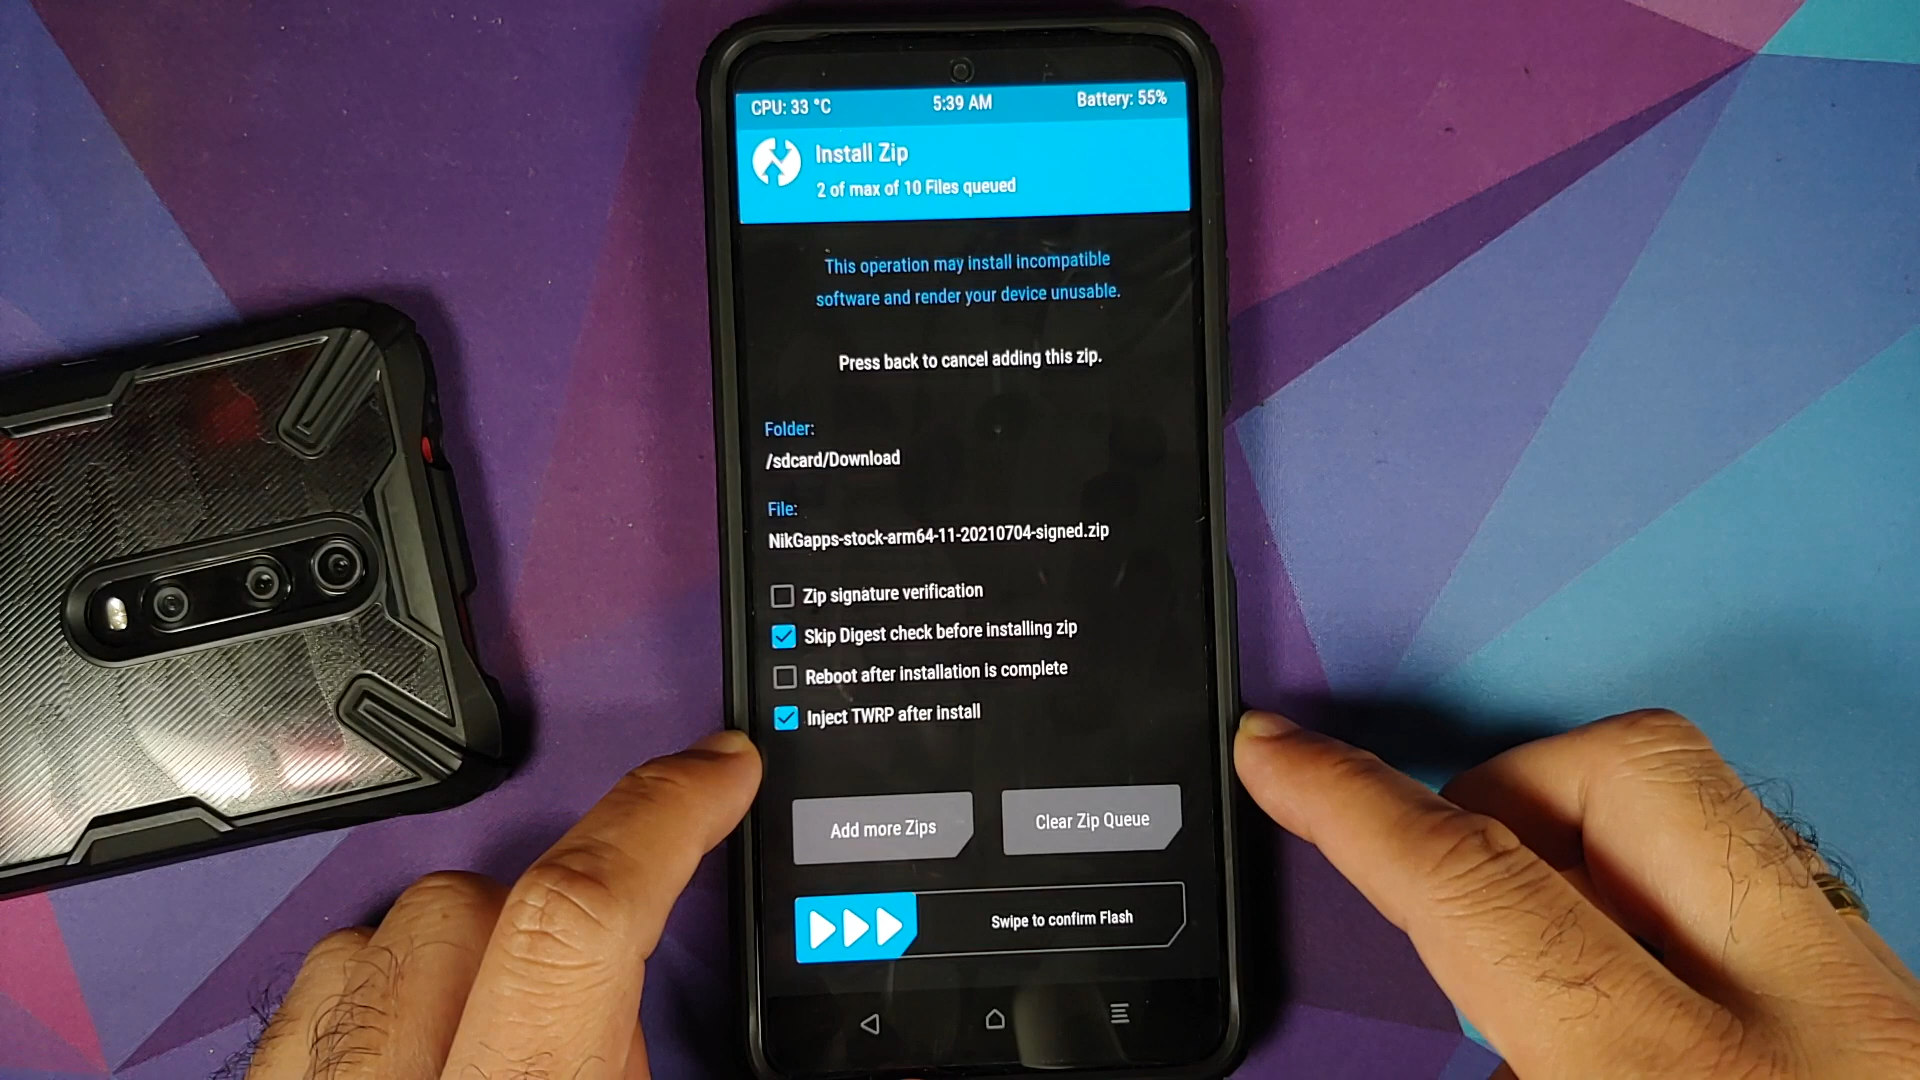 CPU: 33 °C 5:39 AM Battery: 55%
Install Zip
2 of max of 10 Files queued
This operation may install incompatible
software and render your device unusable.
Press back to cancel adding this zip.
Folder:
/sdcard/Download
File:
NikGapps-stock-arm64-11-20210704-signed.zip
Zip signature verification
Skip Digest check before installing zip
Reboot after installation is complete
Inject TWRP after install
Add more Zips Clear Zip Queue
Swipe to confirm Flash